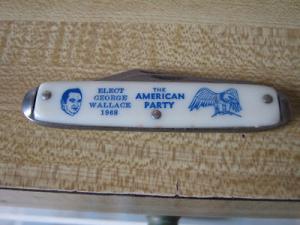 ELECT
GEORGE
WALLACE
1968
THE
AMERICAN
PARTY